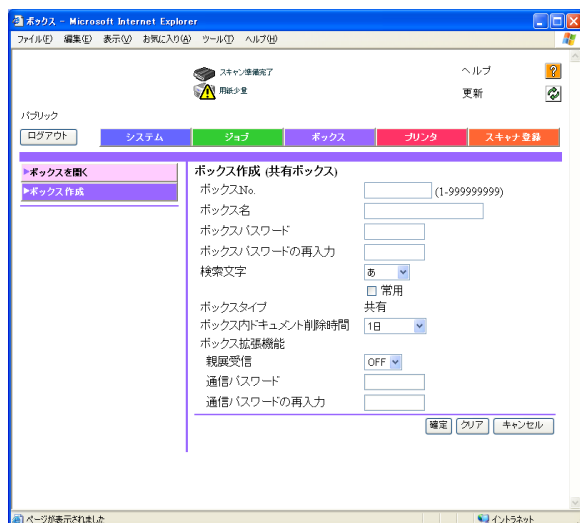 ボックス - Microsoft Internet Explorer
ファイル(F) 編集(E) 表示(V) お気に入り(A) ツール(T) ヘルプ(H)
スキャン準備完了 ヘルプ ?
用紙少量 更新
パブリック
ログアウト システム ジョブ ボックス プリンタ スキャナ登録
ボックスを開く
ボックス作成
ボックス作成 (共有ボックス)
ボックスNo. (1-999999999)
ボックス名
ボックスパスワード
ボックスパスワードの再入力
検索文字 あ
常用
ボックスタイプ 共有
ボックス内ドキュメント削除時間 1日
ボックス拡張機能
親展受信 OFF
通信パスワード
通信パスワードの再入力
確定 クリア キャンセル
ページが表示されました イントラネット